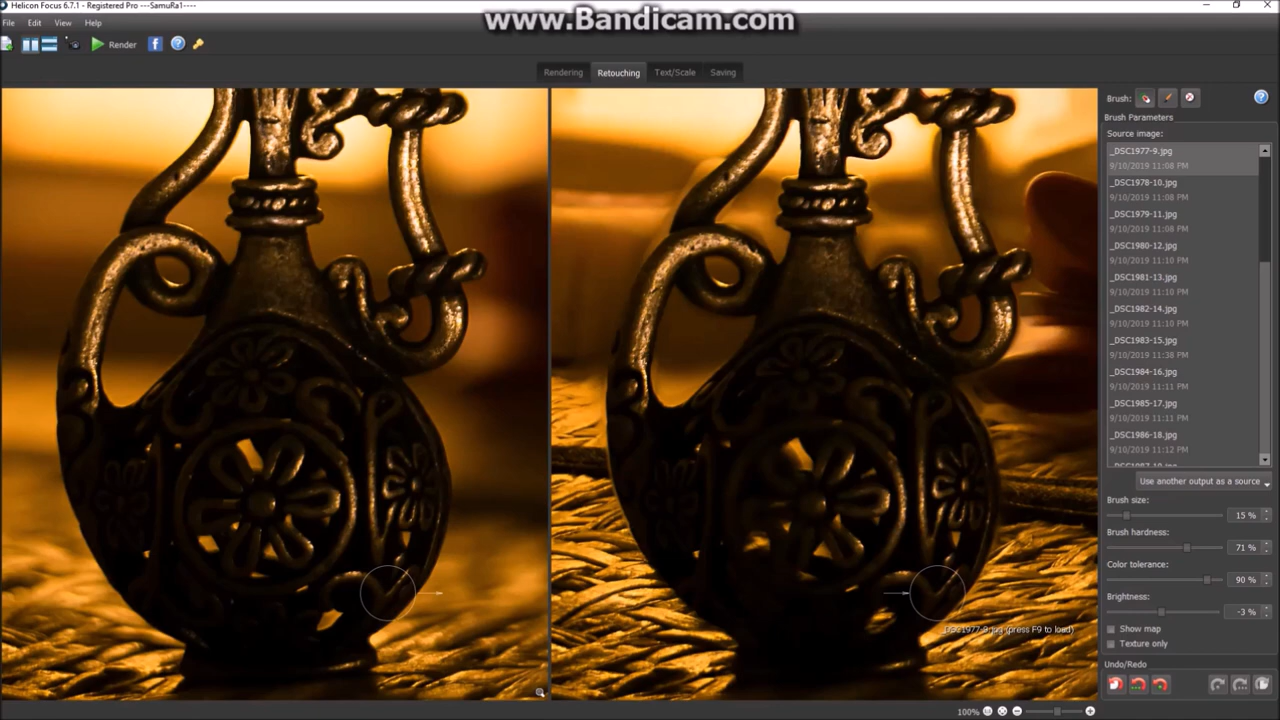 Helicon Focus 6.7.1 - Registered Pro ---SamuRa1----
www.Bandicam.com
File Edit View Help
Render
Rendering Retouching Text/Scale Saving
Brush:
Brush Parameters
Source image:
_DSC1977-9.jpg
9/10/2019 11:08 PM
_DSC1978-10.jpg
9/10/2019 11:08 PM
_DSC1979-11.jpg
9/10/2019 11:08 PM
_DSC1980-12.jpg
9/10/2019 11:10 PM
_DSC1981-13.jpg
9/10/2019 11:10 PM
_DSC1982-14.jpg
9/10/2019 11:10 PM
_DSC1983-15.jpg
9/10/2019 11:38 PM
_DSC1984-16.jpg
9/10/2019 11:11 PM
_DSC1985-17.jpg
9/10/2019 11:11 PM
_DSC1986-18.jpg
9/10/2019 11:12 PM
Use another output as a source
Brush size:
15 %
Brush hardness:
71 %
Color tolerance:
90 %
Brightness:
-3 %
_DSC1977-9.jpg (press F9 to load)
Show map
Texture only
Undo/Redo
100%